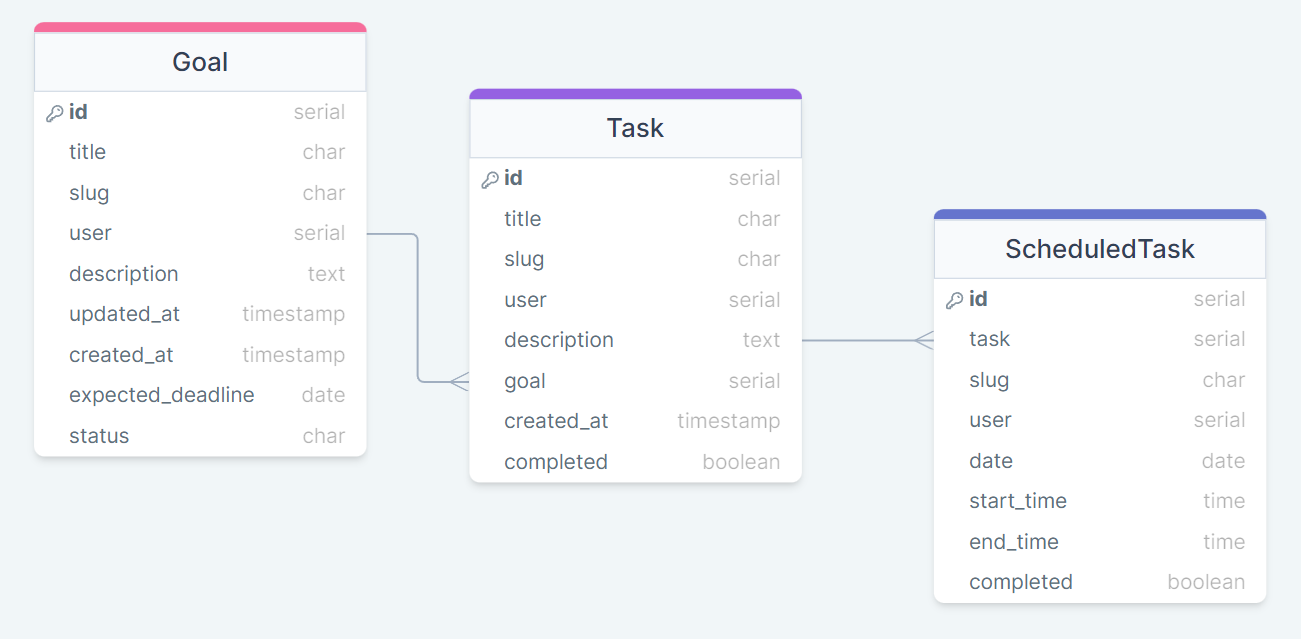 Goal
id serial
title char
slug char
user serial
description text
updated_at timestamp
created_at timestamp
expected_deadline date
status char
Task
id serial
title char
slug char
user serial
description text
goal serial
created_at timestamp
completed boolean
ScheduledTask
id serial
task serial
slug char
user serial
date date
start_time time
end_time time
completed boolean